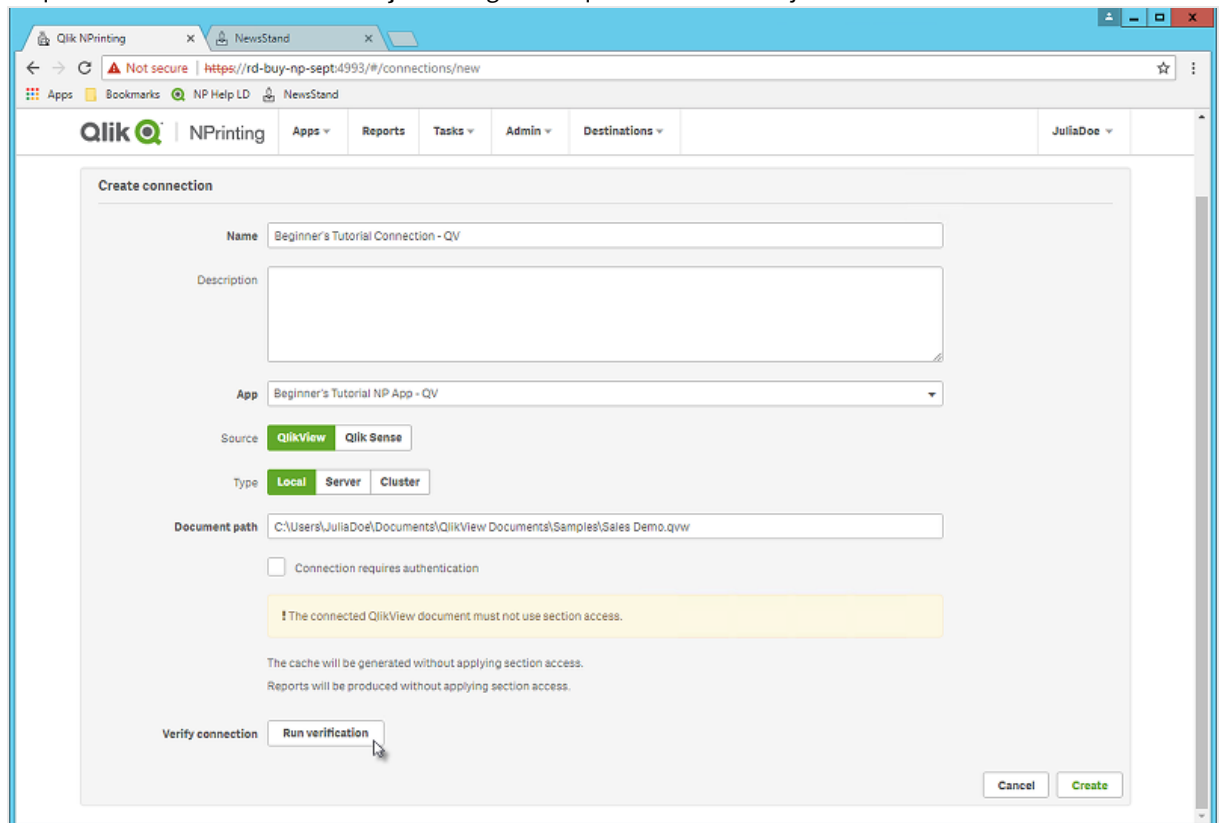 Qlik NPrinting
NewsStand
Not secure https://rd-buy-np-sept:4993/#/connections/new
Apps Bookmarks NP Help LD NewsStand
Qlik NPrinting Apps Reports Tasks Admin Destinations JuliaDoe
Create connection
Name Beginner's Tutorial Connection - QV
Description
App Beginner's Tutorial NP App - QV
Source QlikView Qlik Sense
Type Local Server Cluster
Document path C:\Users\JuliaDoe\Documents\QlikView Documents\Samples\Sales Demo.qvw
Connection requires authentication
! The connected QlikView document must not use section access.
The cache will be generated without applying section access.
Reports will be produced without applying section access.
Verify connection Run verification
Cancel Create